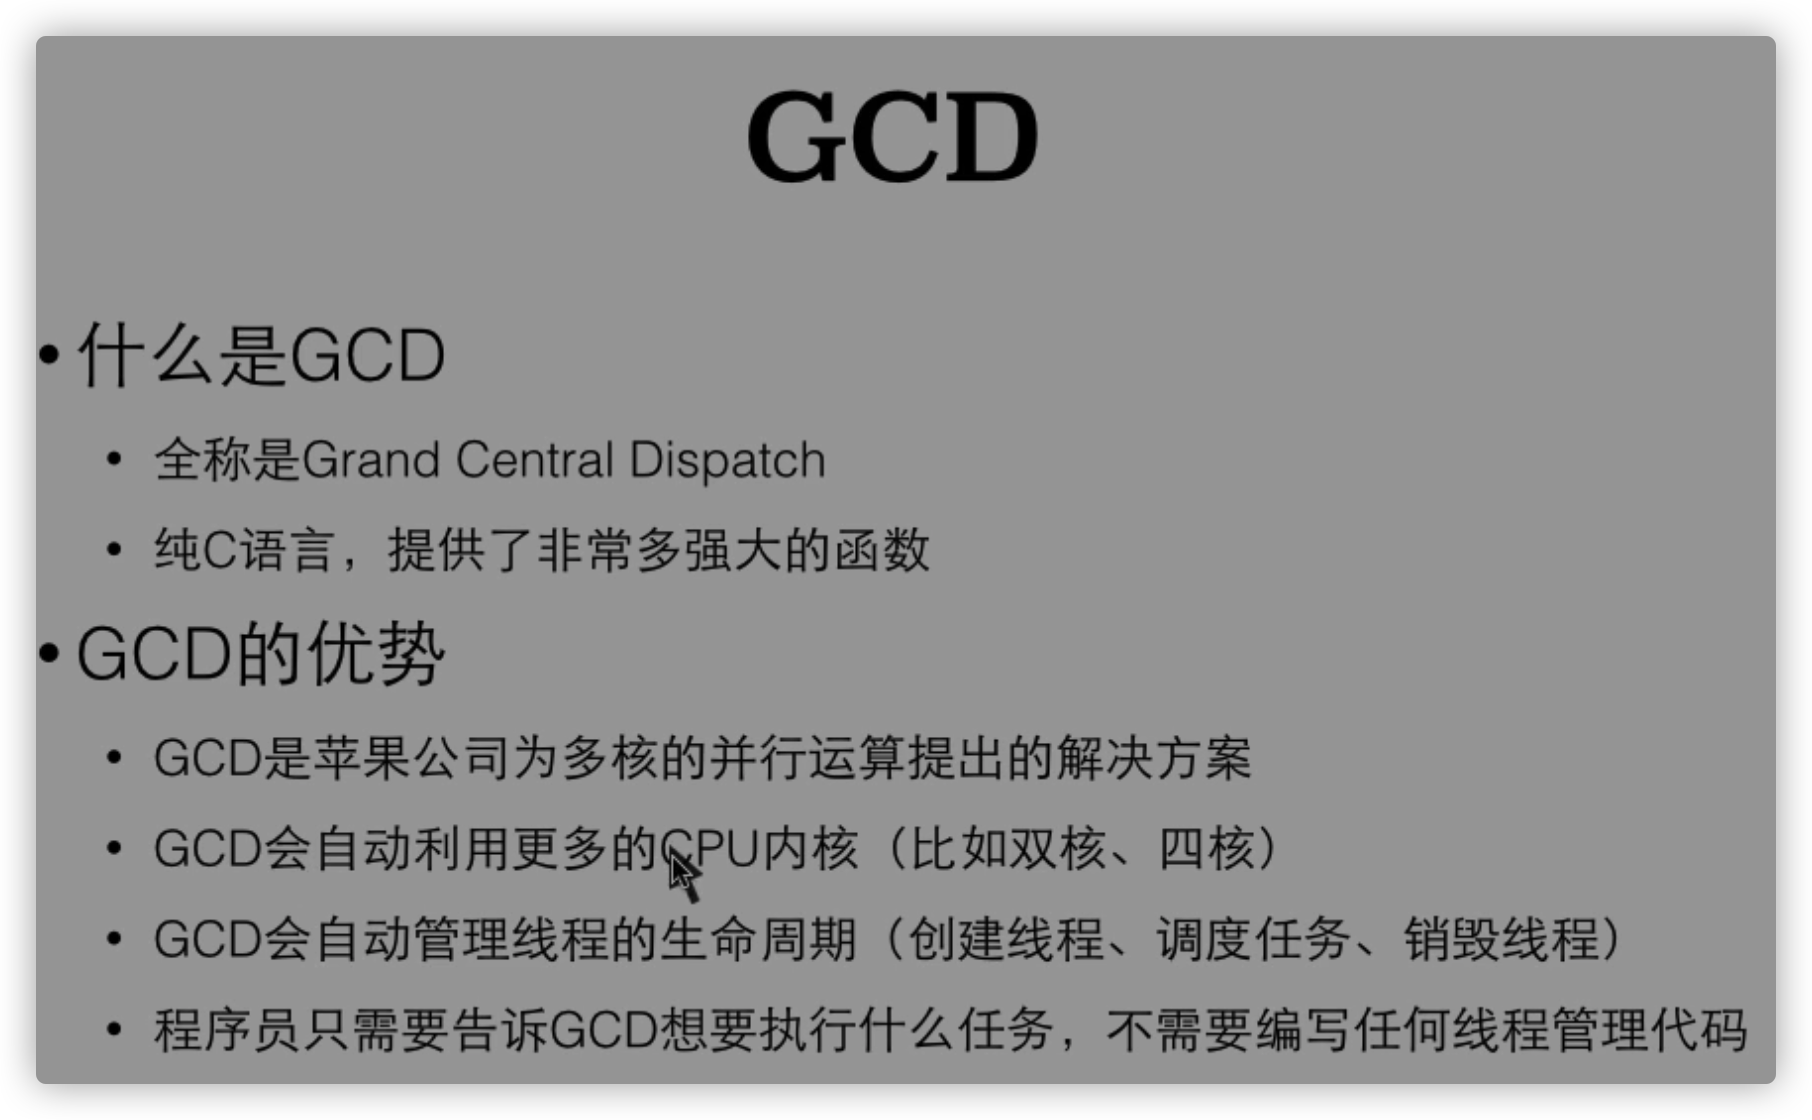 GCD
• 什么是GCD
• 全称是Grand Central Dispatch
• 纯C语言，提供了非常多强大的函数
• GCD的优势
• GCD是苹果公司为多核的并行运算提出的解决方案
• GCD会自动利用更多的CPU内核（比如双核、四核）
• GCD会自动管理线程的生命周期（创建线程、调度任务、销毁线程）
• 程序员只需要告诉GCD想要执行什么任务，不需要编写任何线程管理代码